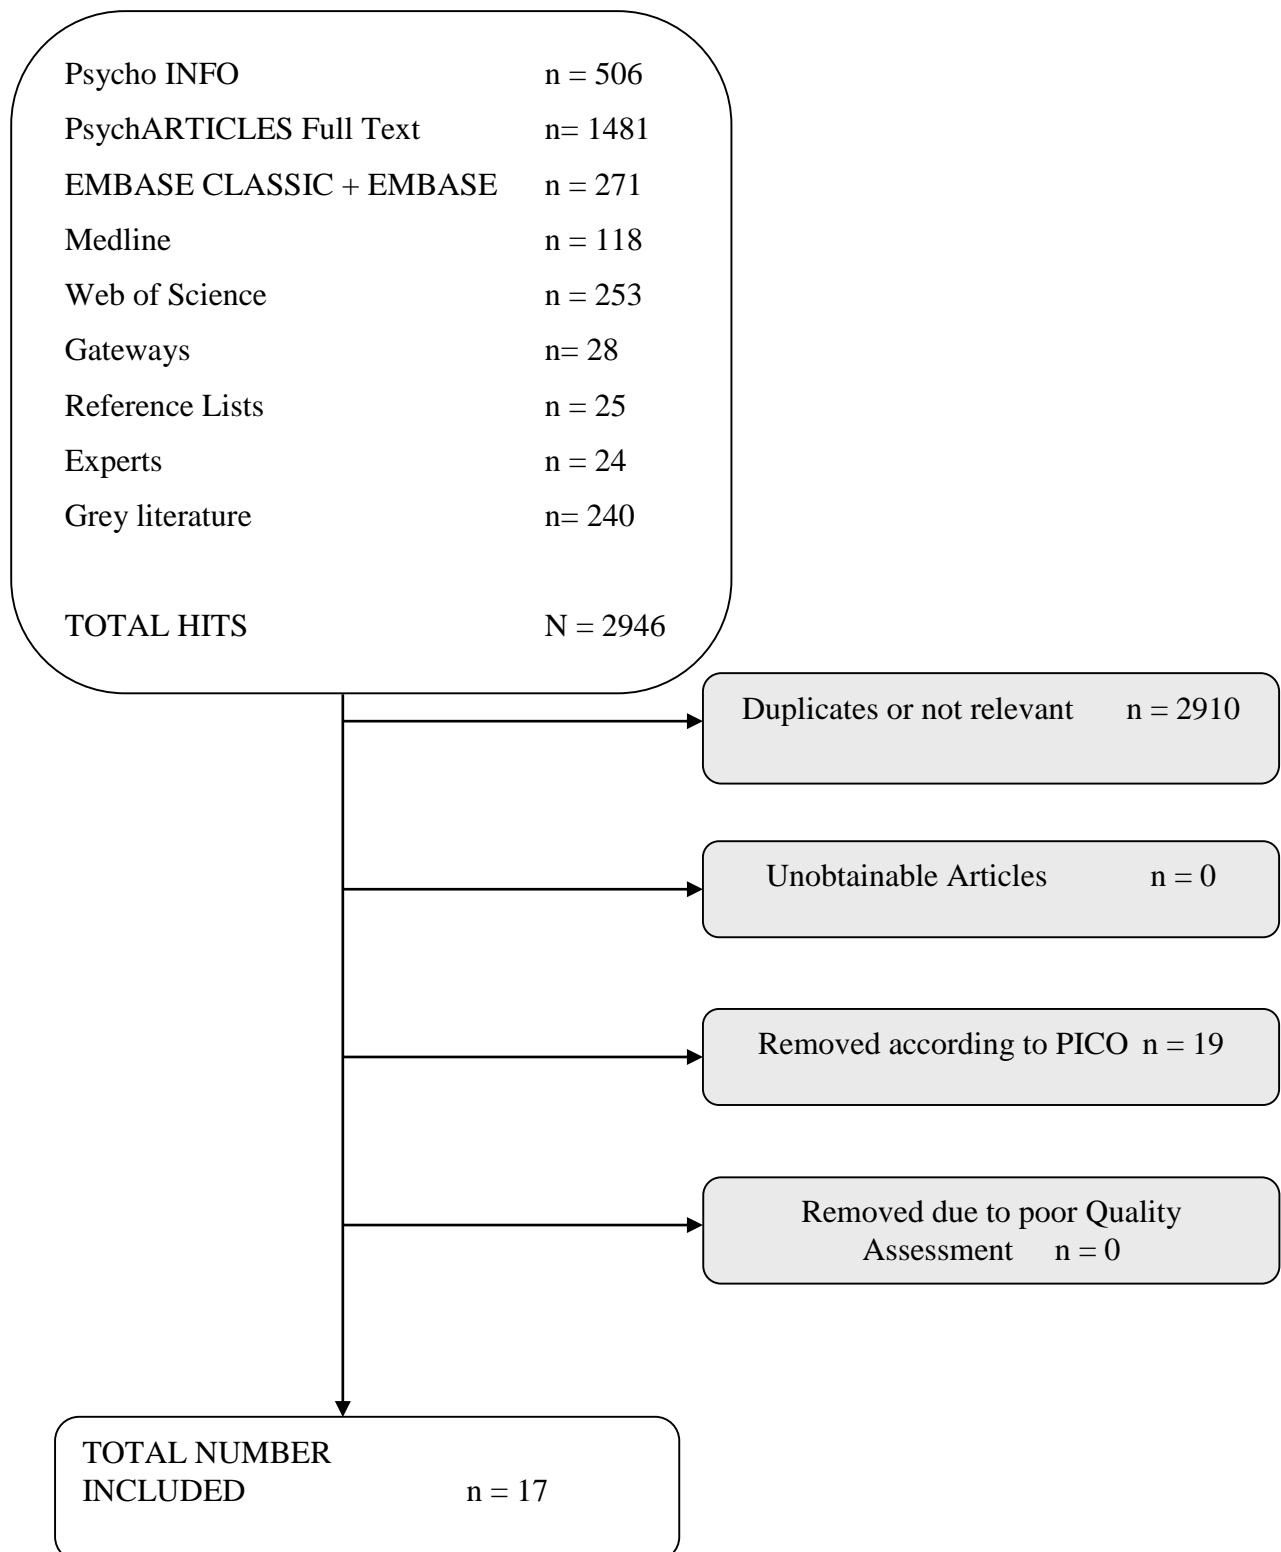 Psycho INFO n = 506
PsychARTICLES Full Text n= 1481
EMBASE CLASSIC + EMBASE n = 271
Medline n = 118
Web of Science n = 253
Gateways n= 28
Reference Lists n = 25
Experts n = 24
Grey literature n= 240
TOTAL HITS N = 2946
Duplicates or not relevant n = 2910
Unobtainable Articles n = 0
Removed according to PICO n = 19
Removed due to poor Quality
Assessment n = 0
TOTAL NUMBER
INCLUDED n = 17